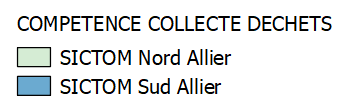 COMPETENCE COLLECTE DECHETS
SICTOM Nord Allier
SICTOM Sud Allier